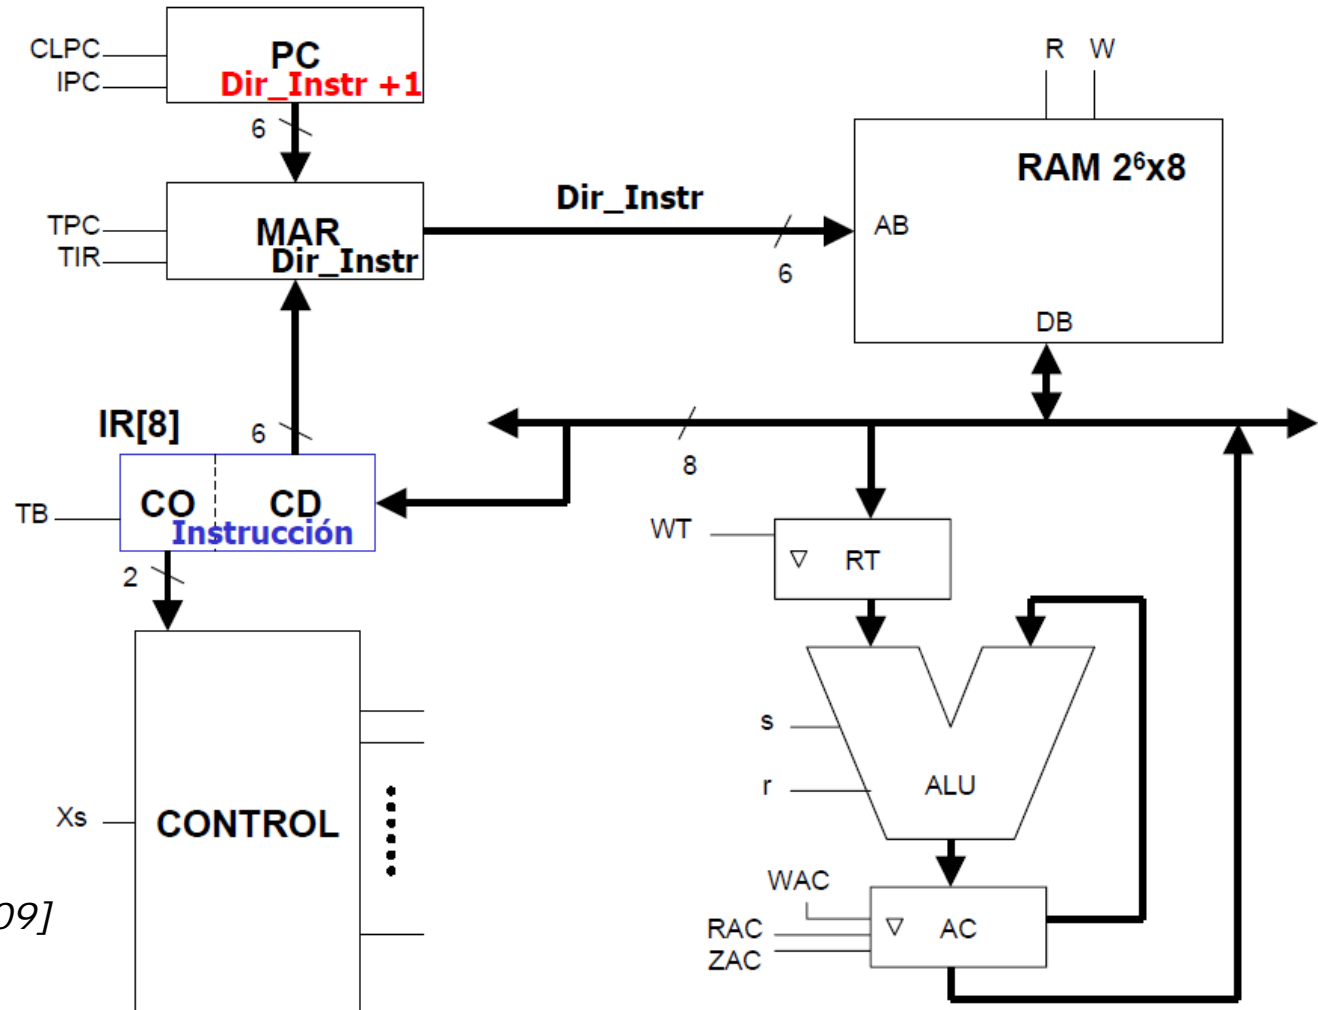 CLPC
IPC
PC
Dir_Instr +1
6
R W
RAM 2⁶x8
AB
DB
TPC
TIR
MAR
Dir_Instr
Dir_Instr
6
IR[8]
6
8
TB
CO CD
Instrucción
2
WT
RT
s
r
ALU
Xs
CONTROL
WAC
RAC
ZAC
AC
09]